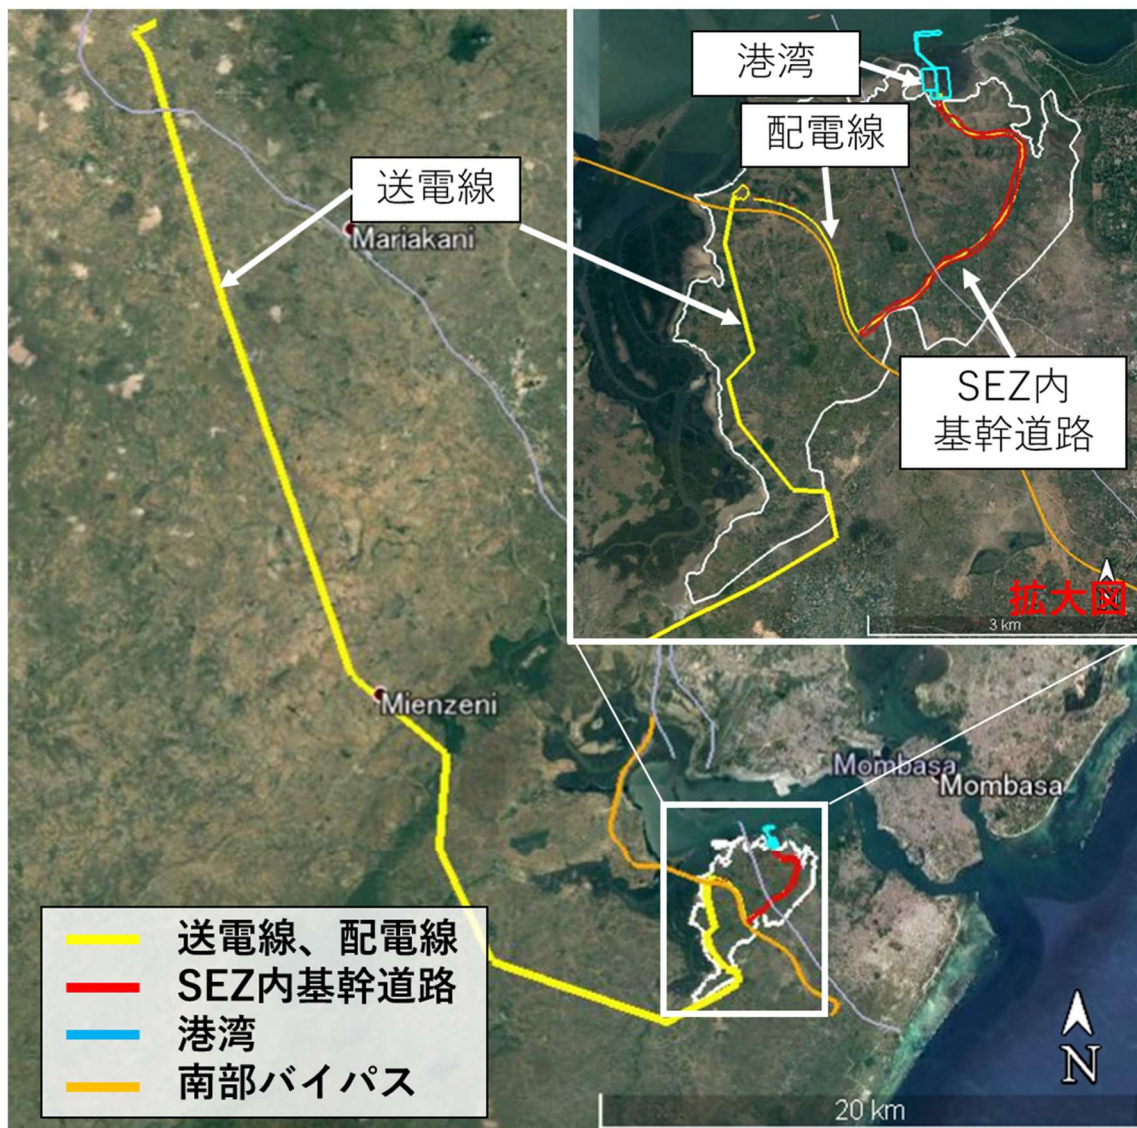 港湾
配電線
送電線
Mariakani
SEZ内
基幹道路
拡大図
3 km
Mienzeni
Mombasa
Mombasa
送電線、配電線
SEZ内基幹道路
港湾
南部バイパス
N
20 km